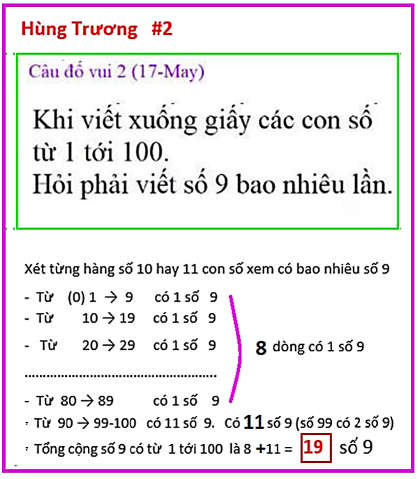 Hùng Trương #2
Câu đố vui 2 (17-May)
Khi viết xuống giấy các con số
từ 1 tới 100.
Hỏi phải viết số 9 bao nhiêu lần.
Xét từng hàng số 10 hay 11 con số xem có bao nhiêu số 9
- Từ (0) 1 → 9 có 1 số 9
- Từ 10 → 19 có 1 số 9
- Từ 20 → 29 có 1 số 9
8 dòng có 1 số 9
......................................................
- Từ 80 → 89 có 1 số 9
- Từ 90 → 99-100 có 11 số 9. Có 11 số 9 (số 99 có 2 số 9)
- Tổng cộng số 9 có từ 1 tới 100 là 8 +11 = 19 số 9